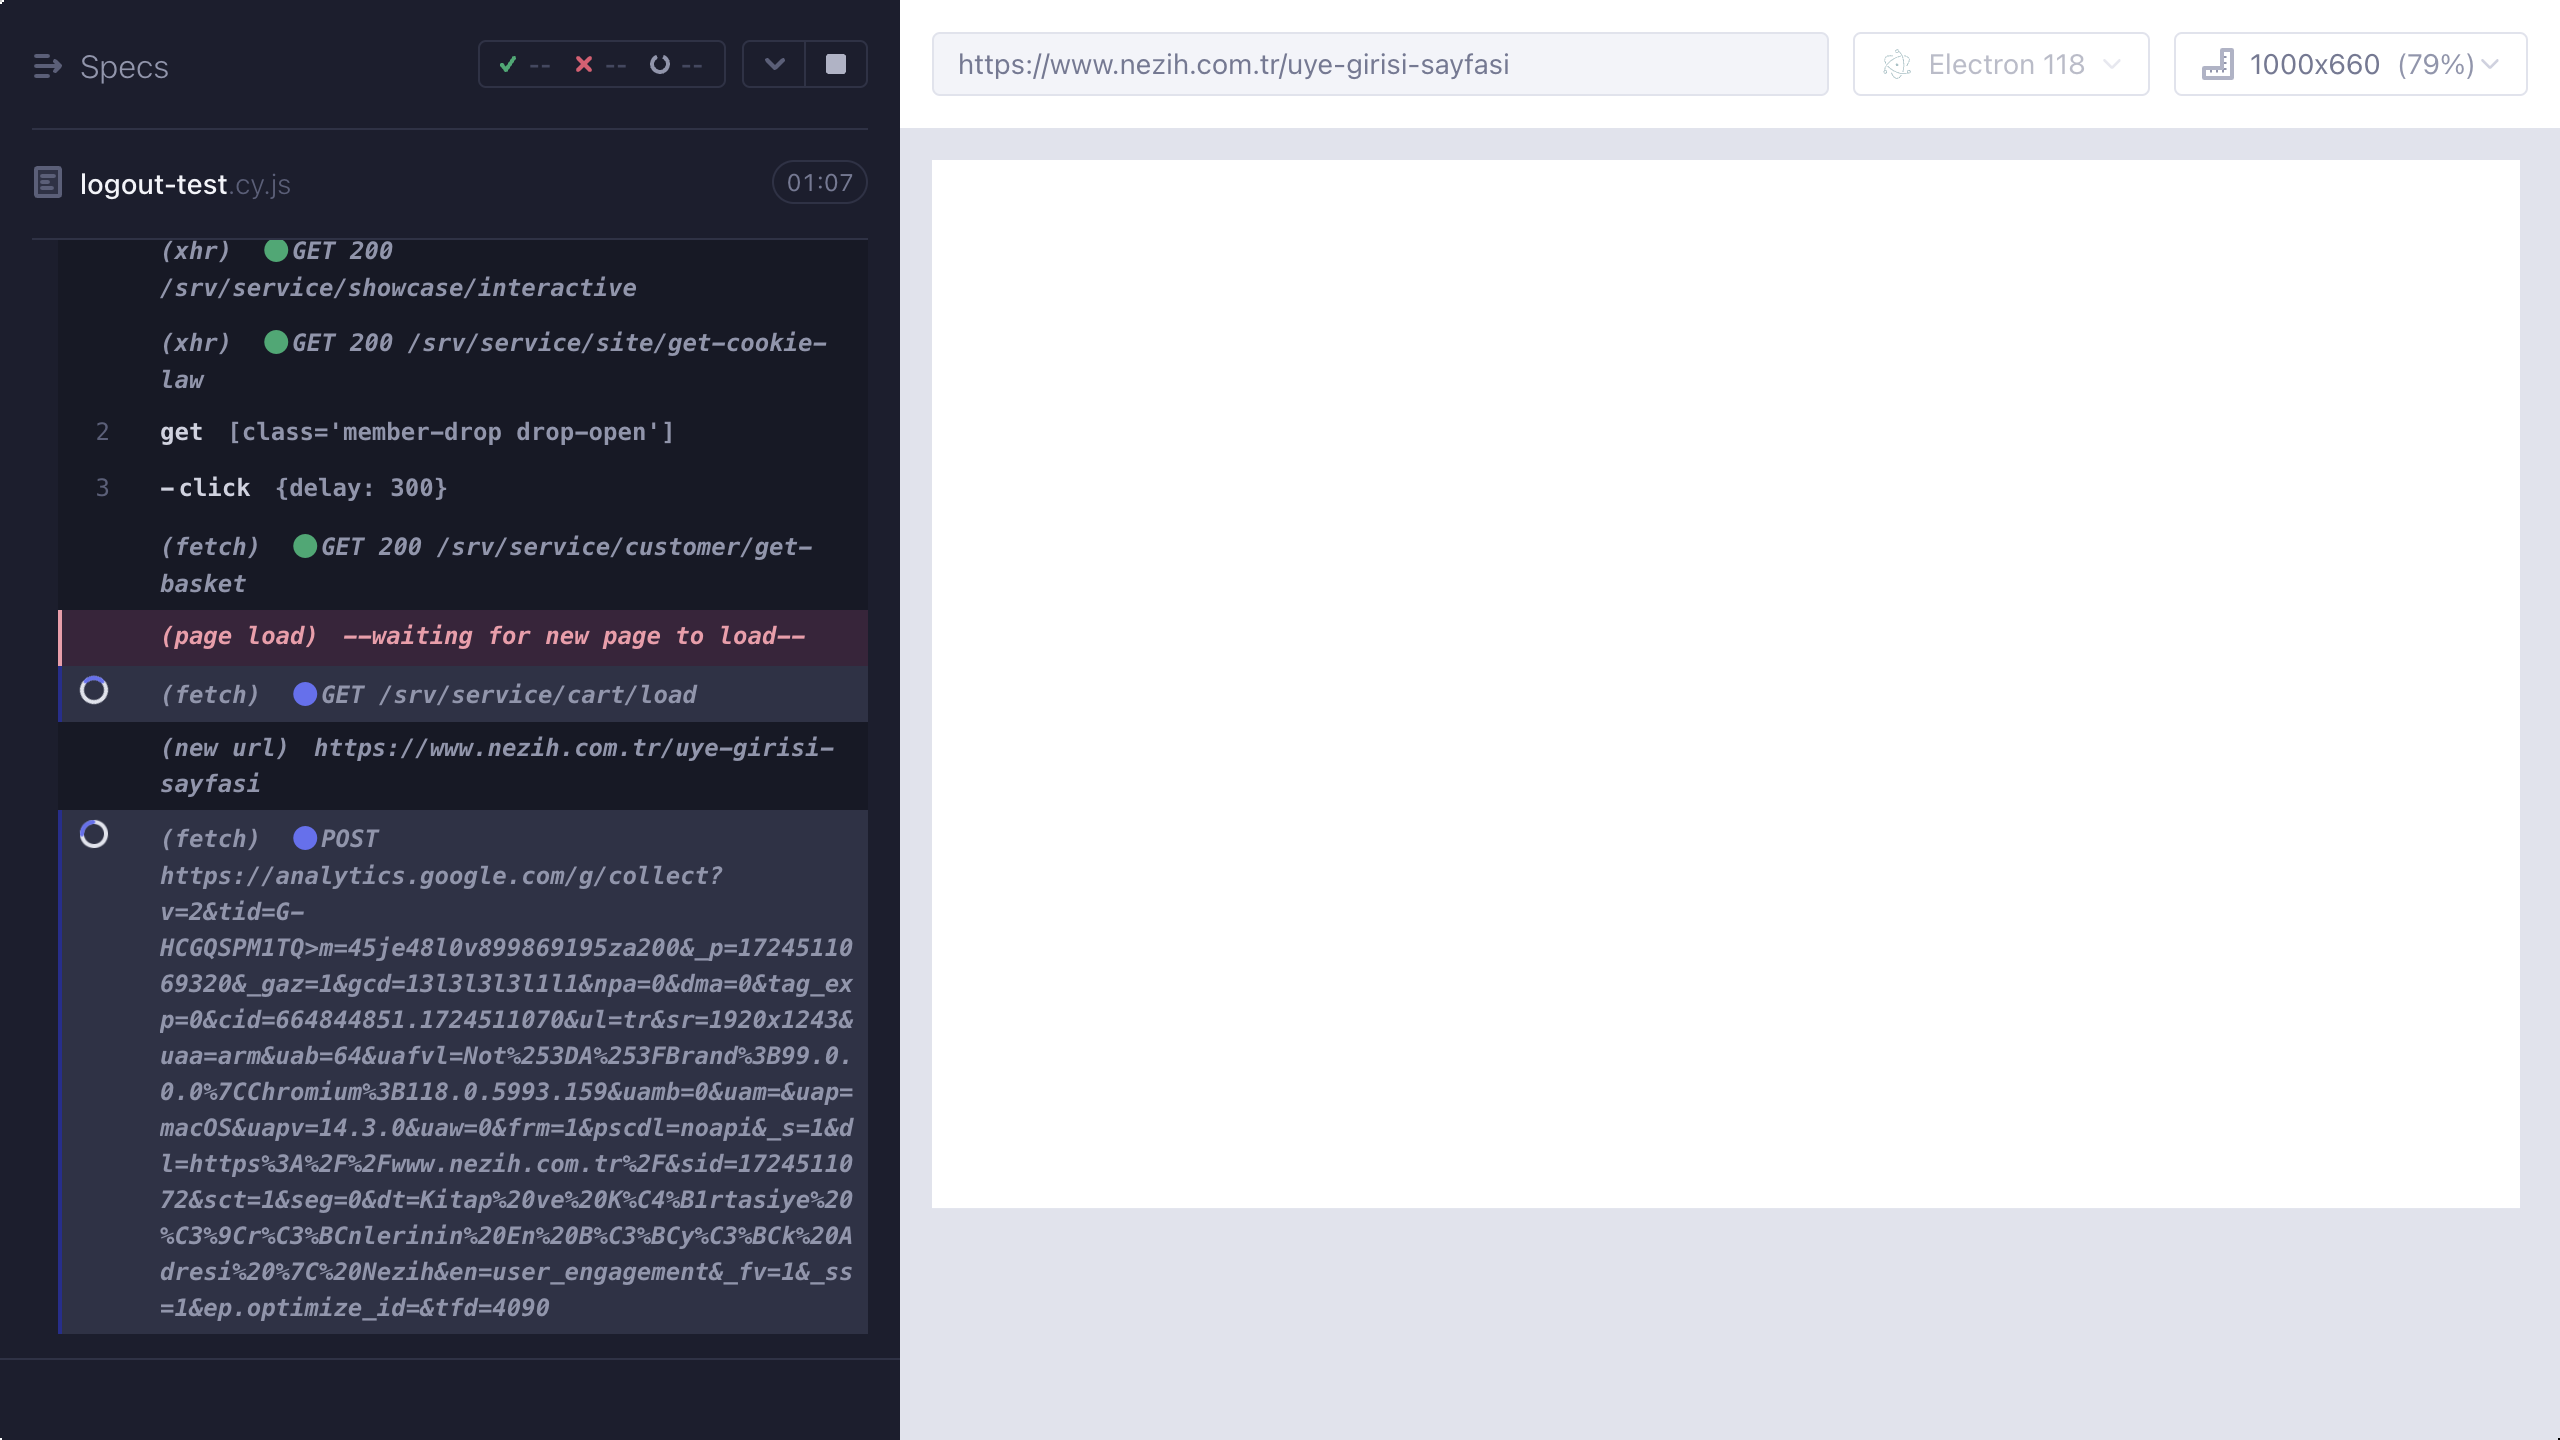 Specs
-- -- --
https://www.nezih.com.tr/uye-girisi-sayfasi
Electron 118
1000x660 (79%)
logout-test.cy.js
01:07
(xhr) GET 200
/srv/service/showcase/interactive
(xhr) GET 200 /srv/service/site/get-cookie-
law
2 get [class='member-drop drop-open']
3 -click {delay: 300}
(fetch) GET 200 /srv/service/customer/get-
basket
(page load) --waiting for new page to load--
(fetch) GET /srv/service/cart/load
(new url) https://www.nezih.com.tr/uye-girisi-
sayfasi
(fetch) POST
https://analytics.google.com/g/collect?
v=2&tid=G-
HCGQSPM1TQ>m=45je48l0v899869195za200&_p=17245110
69320&_gaz=1&gcd=13l3l3l3l1l1&npa=0&dma=0&tag_ex
p=0&cid=664844851.1724511070&ul=tr&sr=1920x1243&
uaa=arm&uab=64&uafvl=Not%253DA%253FBrand%3B99.0.
0.0%7CChromium%3B118.0.5993.159&uamb=0&uam=&uap=
macOS&uapv=14.3.0&uaw=0&frm=1&pscdl=noapi&_s=1&d
l=https%3A%2F%2Fwww.nezih.com.tr%2F&sid=17245110
72&sct=1&seg=0&dt=Kitap%20ve%20K%C4%B1rtasiye%20
%C3%9Cr%C3%BCnlerinin%20En%20B%C3%BCy%C3%BCk%20A
dresi%20%7C%20Nezih&en=user_engagement&_fv=1&_ss
=1&ep.optimize_id=&tfd=4090